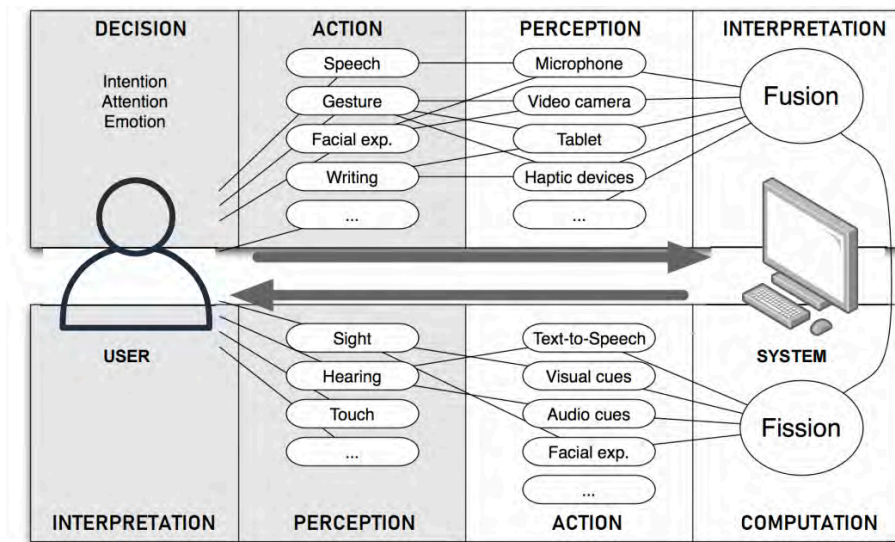 DECISION
ACTION
PERCEPTION
INTERPRETATION
Intention
Attention
Emotion
Speech
Gesture
Facial exp.
Writing
...
Microphone
Video camera
Tablet
Haptic devices
...
Fusion
USER
SYSTEM
Sight
Hearing
Touch
...
Text-to-Speech
Visual cues
Audio cues
Facial exp.
...
Fission
INTERPRETATION
PERCEPTION
ACTION
COMPUTATION